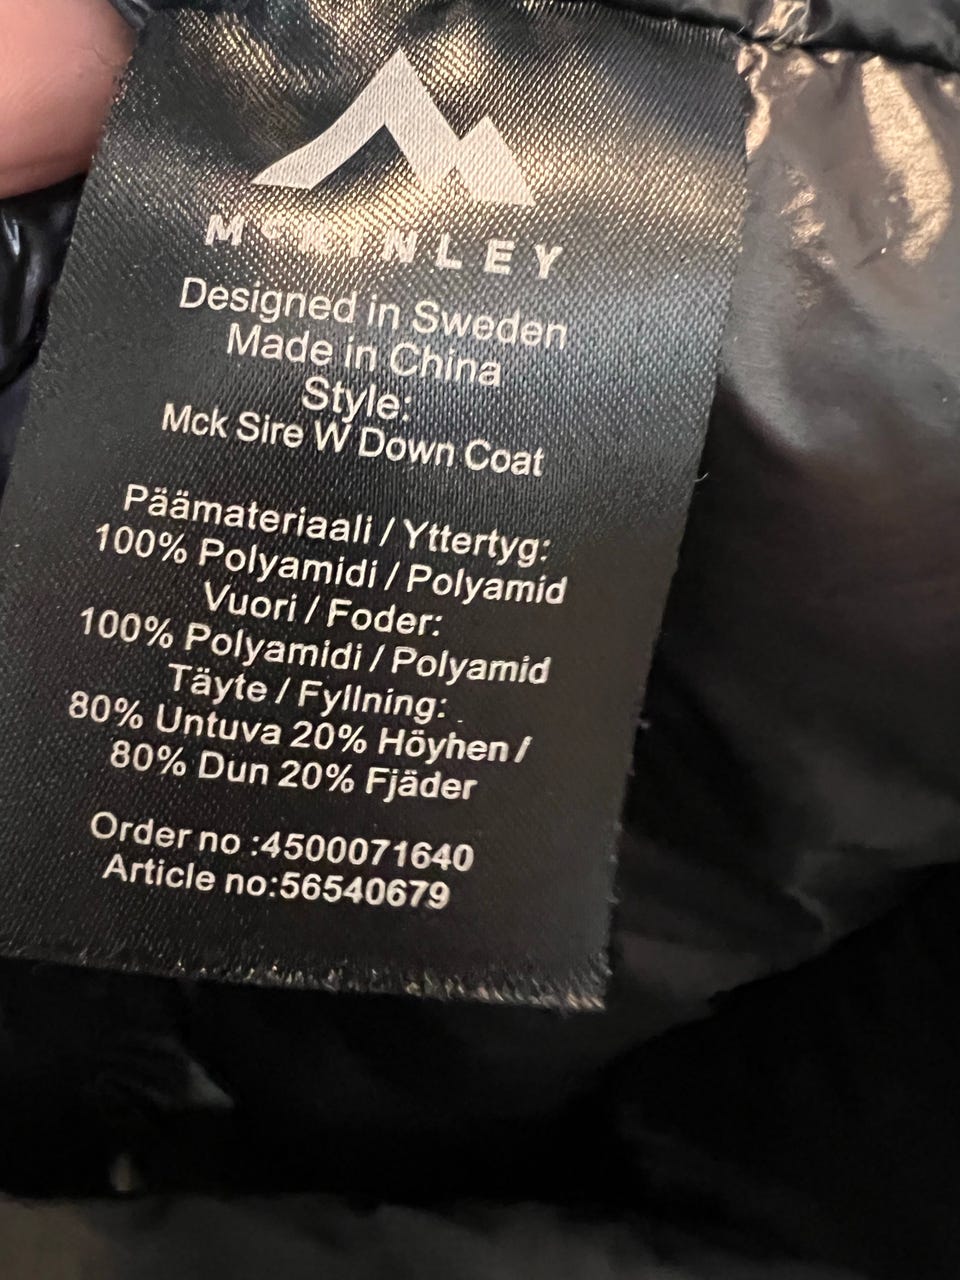 McKINLEY
Designed in Sweden
Made in China
Style:
Mck Sire W Down Coat
Päämateriaali / Yttertyg:
100% Polyamidi / Polyamid
Vuori / Foder:
100% Polyamidi / Polyamid
Täyte / Fyllning:
80% Untuva 20% Höyhen /
80% Dun 20% Fjäder
Order no :4500071640
Article no:56540679